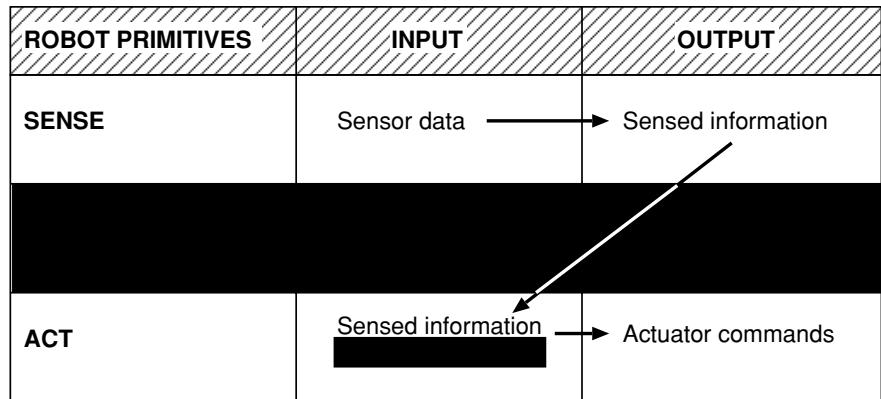 ROBOT PRIMITIVES INPUT OUTPUT
SENSE Sensor data Sensed information
ACT Sensed information Actuator commands